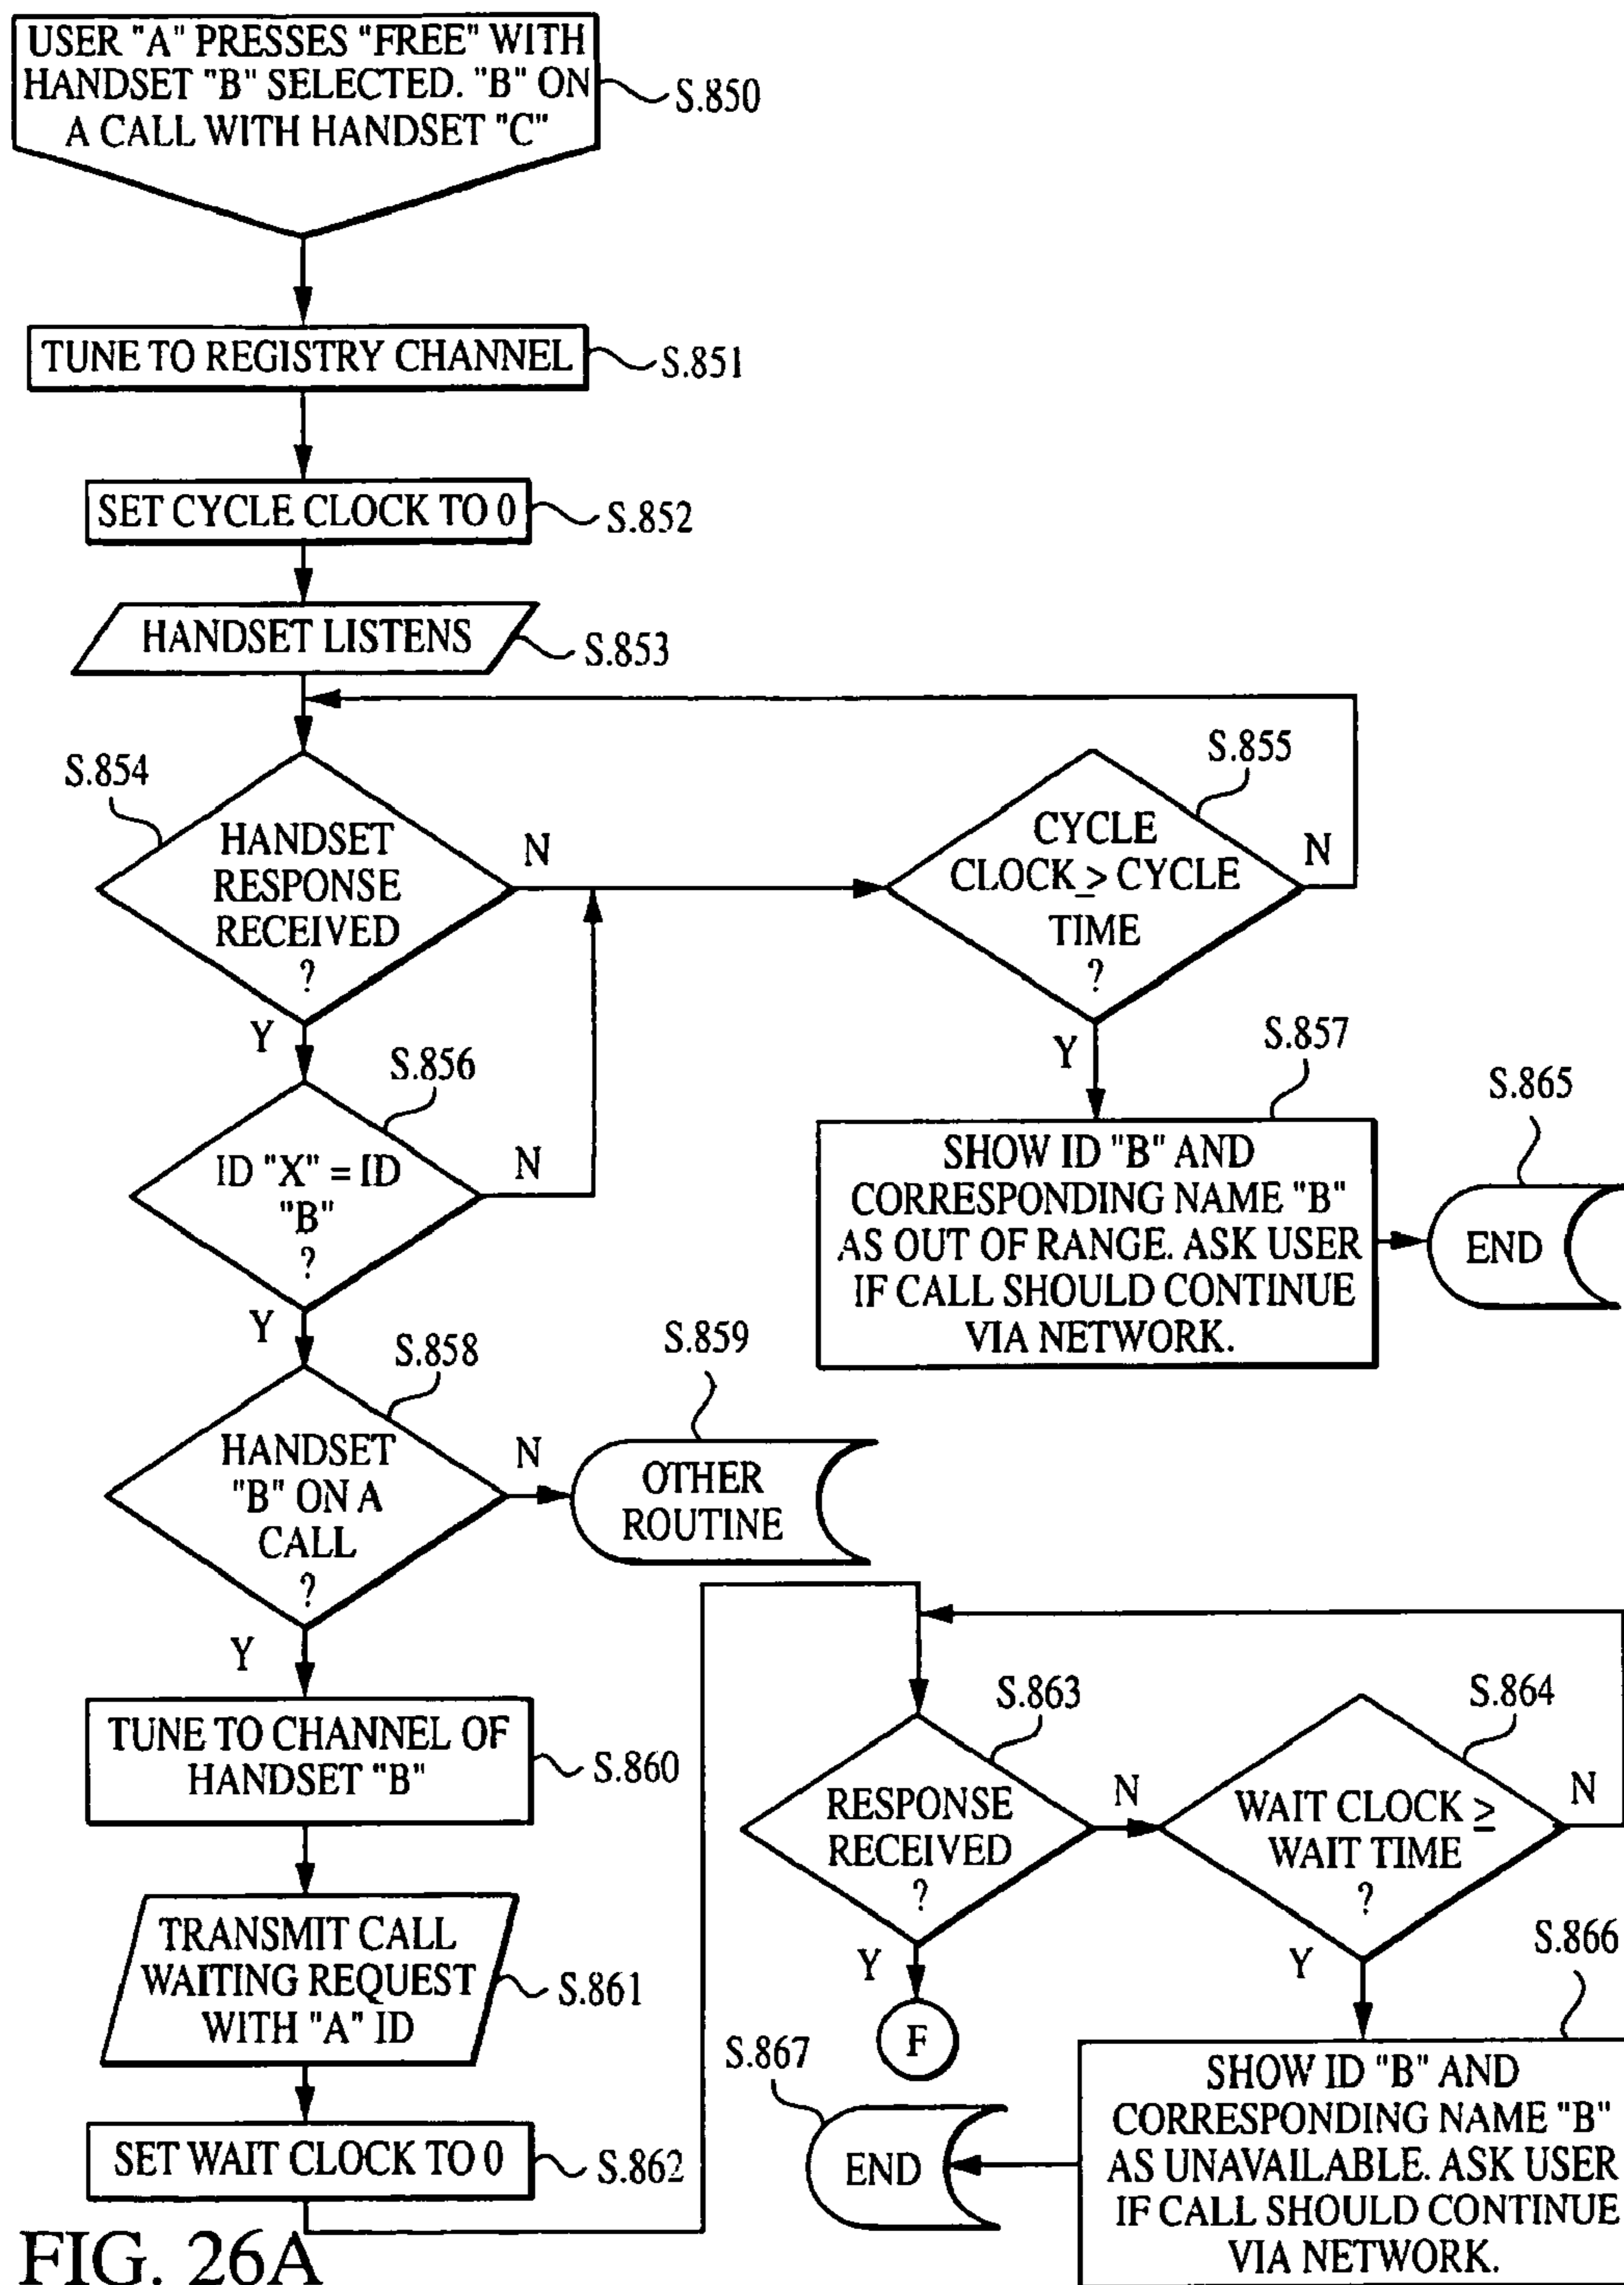 USER "A" PRESSES "FREE" WITH
HANDSET "B" SELECTED. "B" ON
A CALL WITH HANDSET "C"
S.850
TUNE TO REGISTRY CHANNEL
S.851
SET CYCLE CLOCK TO 0
S.852
HANDSET LISTENS
S.853
S.854
HANDSET
RESPONSE
RECEIVED
?
N
Y
S.855
CYCLE
CLOCK ≥ CYCLE
TIME
?
N
Y
S.856
ID "X" = ID
"B"
?
N
Y
S.857
SHOW ID "B" AND
CORRESPONDING NAME "B"
AS OUT OF RANGE. ASK USER
IF CALL SHOULD CONTINUE
VIA NETWORK.
S.865
END
S.858
HANDSET
"B" ON A
CALL
?
N
Y
S.859
OTHER
ROUTINE
TUNE TO CHANNEL OF
HANDSET "B"
S.860
TRANSMIT CALL
WAITING REQUEST
WITH "A" ID
S.861
SET WAIT CLOCK TO 0
S.862
S.863
RESPONSE
RECEIVED
?
N
Y
F
S.864
WAIT CLOCK ≥
WAIT TIME
?
N
Y
S.866
SHOW ID "B" AND
CORRESPONDING NAME "B"
AS UNAVAILABLE. ASK USER
IF CALL SHOULD CONTINUE
VIA NETWORK.
S.867
END
FIG. 26A